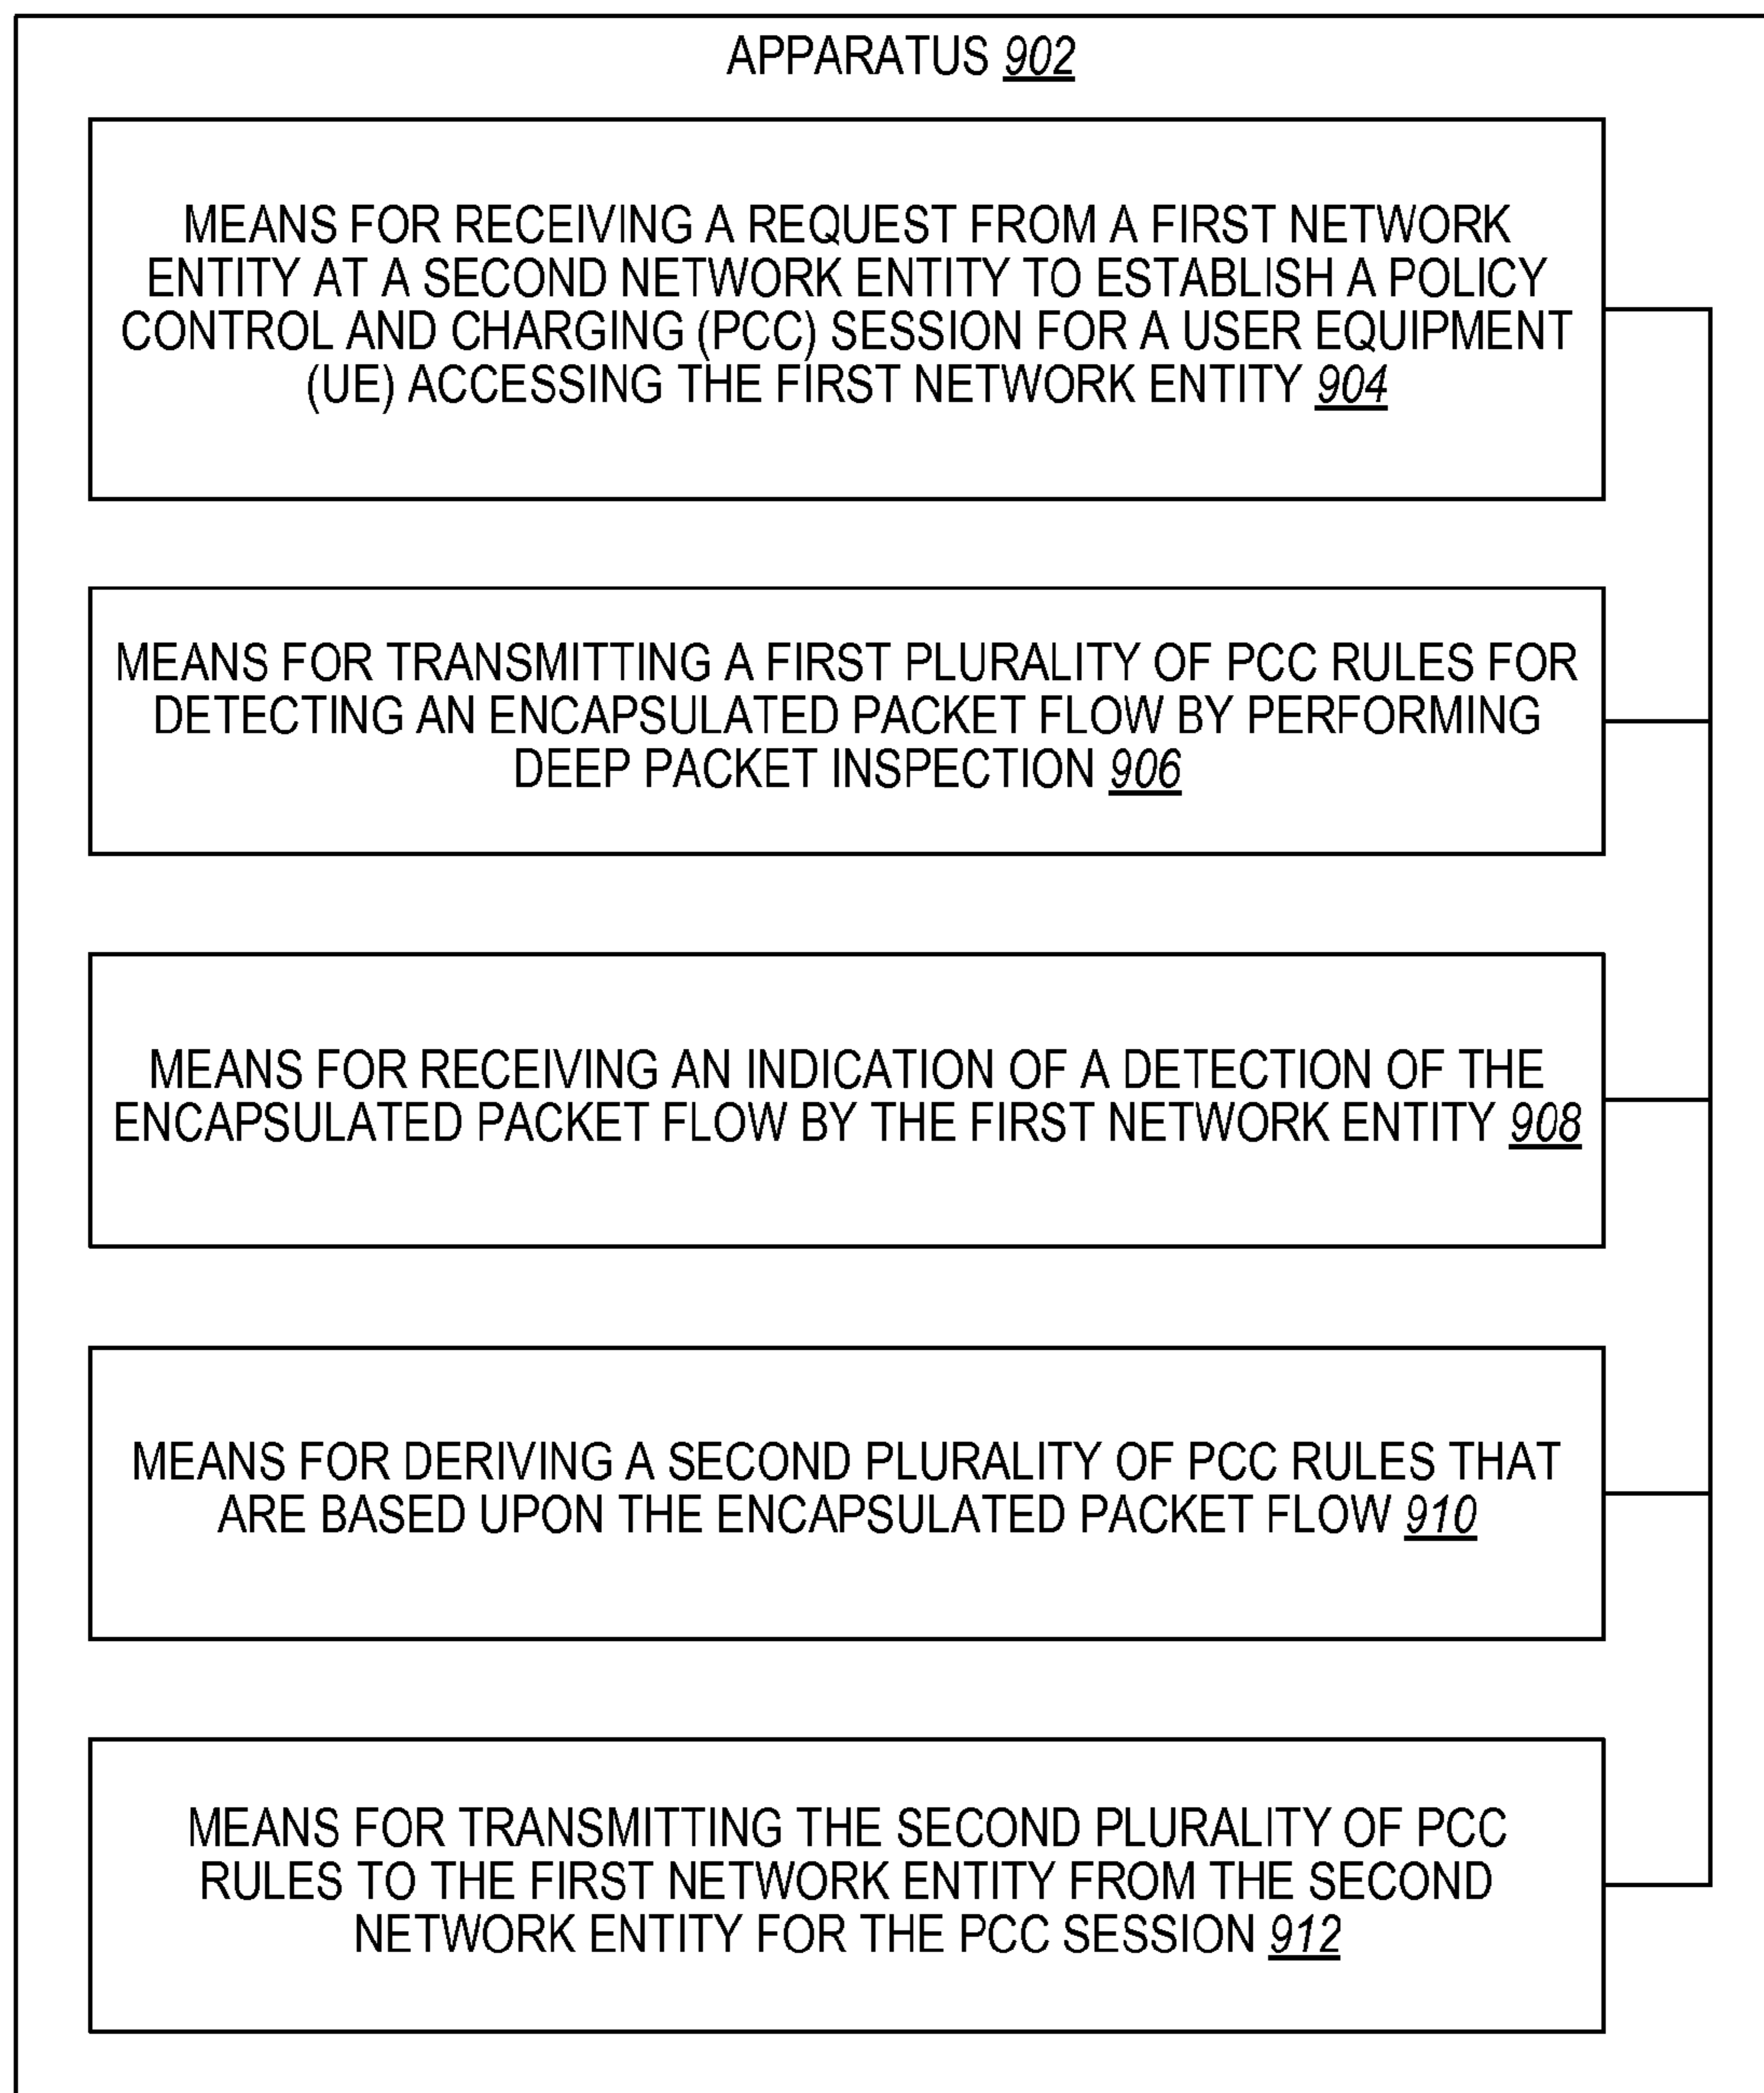 APPARATUS 902
MEANS FOR RECEIVING A REQUEST FROM A FIRST NETWORK
ENTITY AT A SECOND NETWORK ENTITY TO ESTABLISH A POLICY
CONTROL AND CHARGING (PCC) SESSION FOR A USER EQUIPMENT
(UE) ACCESSING THE FIRST NETWORK ENTITY 904
MEANS FOR TRANSMITTING A FIRST PLURALITY OF PCC RULES FOR
DETECTING AN ENCAPSULATED PACKET FLOW BY PERFORMING
DEEP PACKET INSPECTION 906
MEANS FOR RECEIVING AN INDICATION OF A DETECTION OF THE
ENCAPSULATED PACKET FLOW BY THE FIRST NETWORK ENTITY 908
MEANS FOR DERIVING A SECOND PLURALITY OF PCC RULES THAT
ARE BASED UPON THE ENCAPSULATED PACKET FLOW 910
MEANS FOR TRANSMITTING THE SECOND PLURALITY OF PCC
RULES TO THE FIRST NETWORK ENTITY FROM THE SECOND
NETWORK ENTITY FOR THE PCC SESSION 912